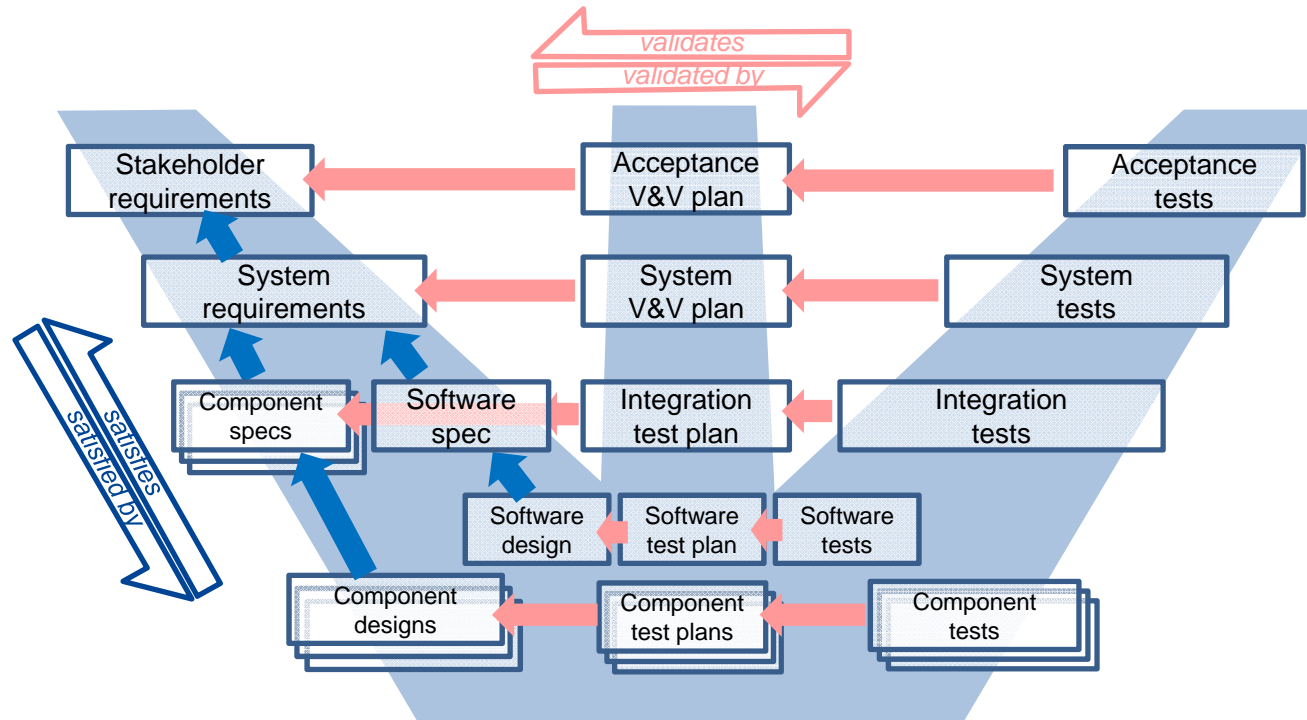 validates
validated by
Stakeholder
requirements
Acceptance
V&V plan
Acceptance
tests
System
requirements
System
V&V plan
System
tests
satisfies
satisfied by
Component
specs
Software
spec
Integration
test plan
Integration
tests
Software
design
Software
test plan
Software
tests
Component
designs
Component
test plans
Component
tests